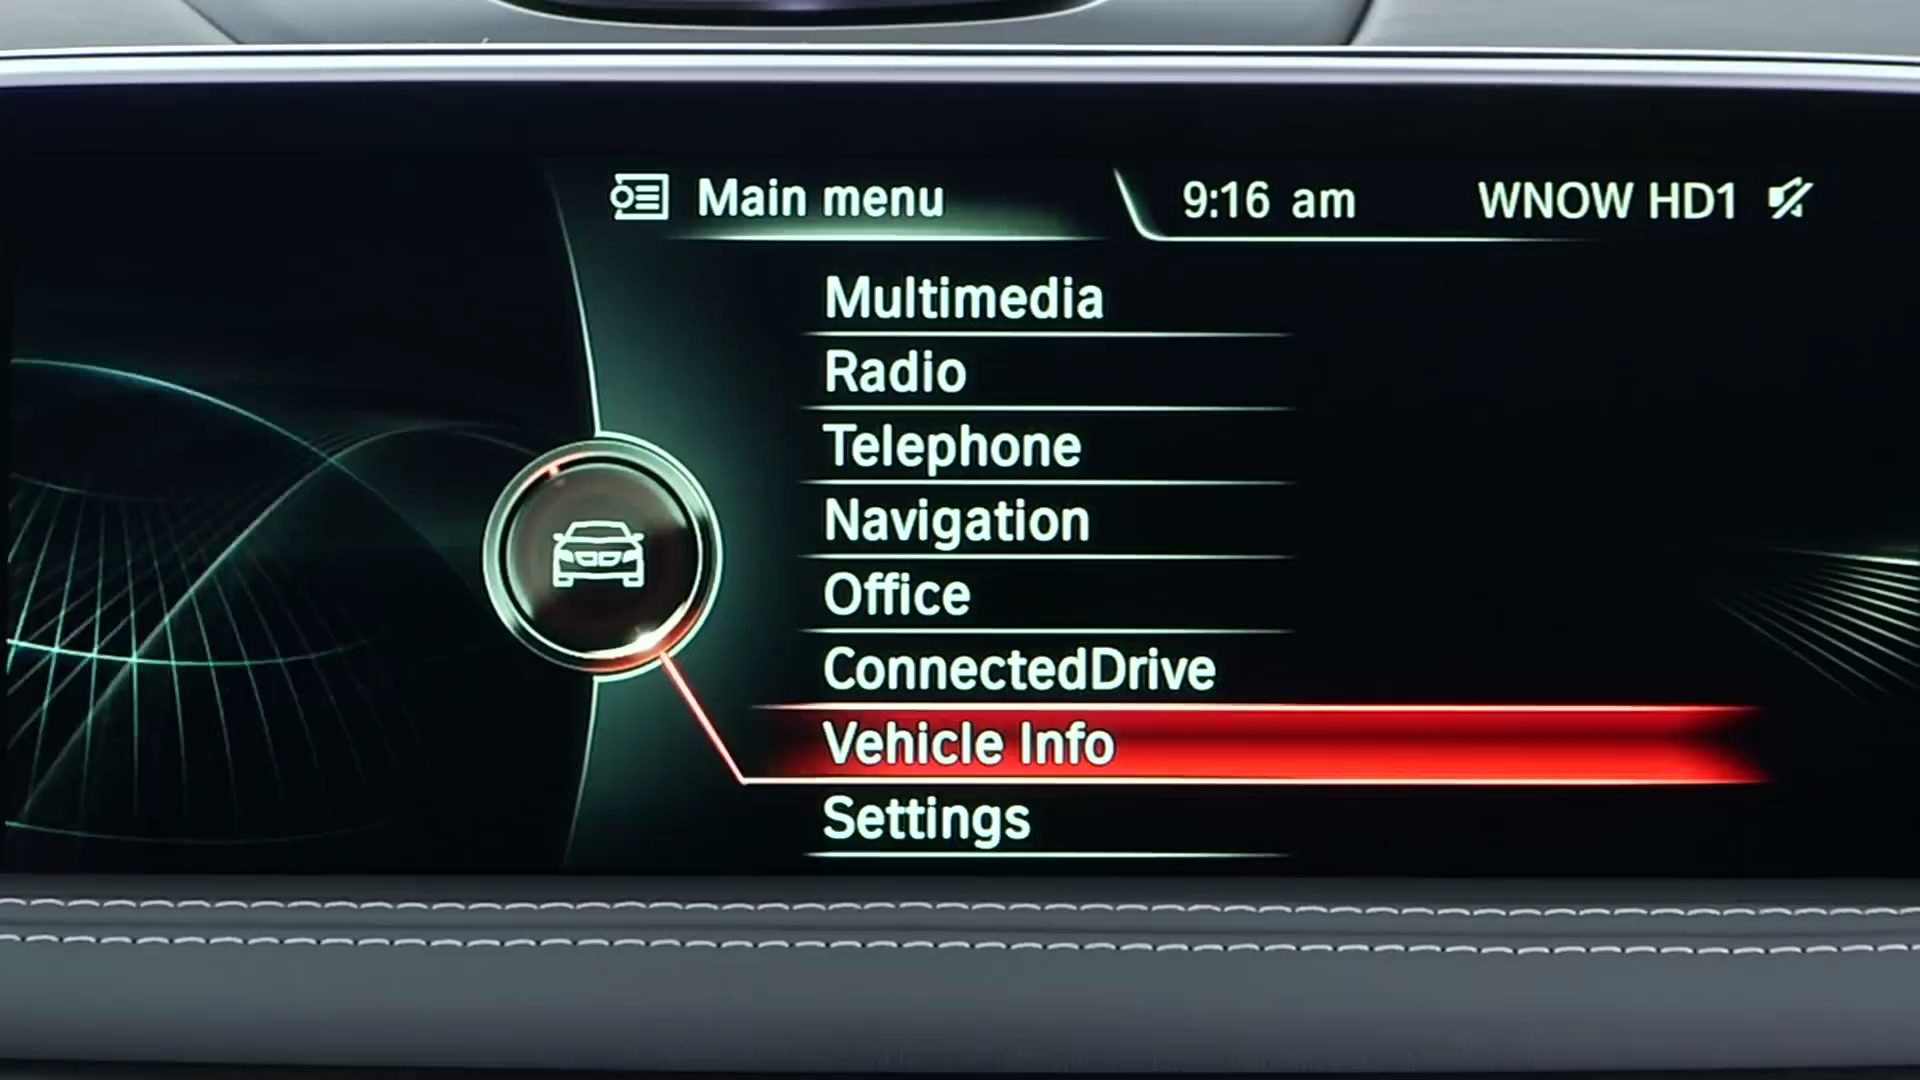 Main menu
9:16 am
WNOW HD1
Multimedia
Radio
Telephone
Navigation
Office
ConnectedDrive
Vehicle Info
Settings